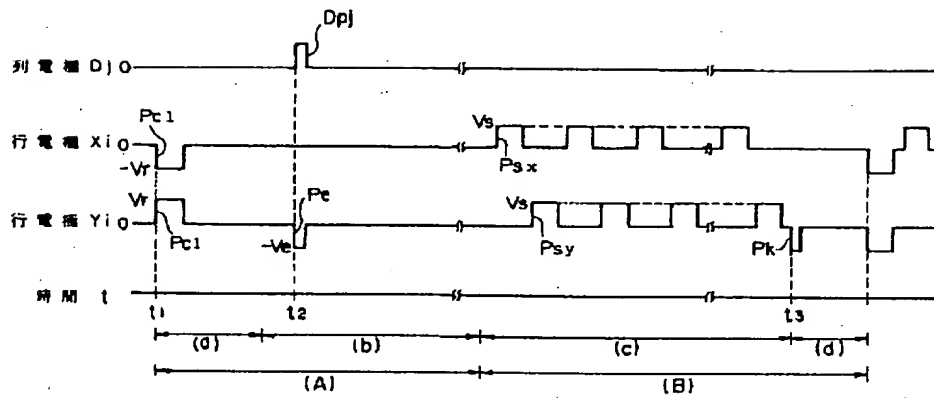 Dpj
列電極 Dj 0
Pc1
行電極 Xi 0
-Vr
Vs
Psx
Vr
行電極 Yi 0
Pc1
Pe
-Ve
Vs
Psy
Pk
時間 t
t1 t2 t3
(a) (b) (c) (d)
(A) (B)